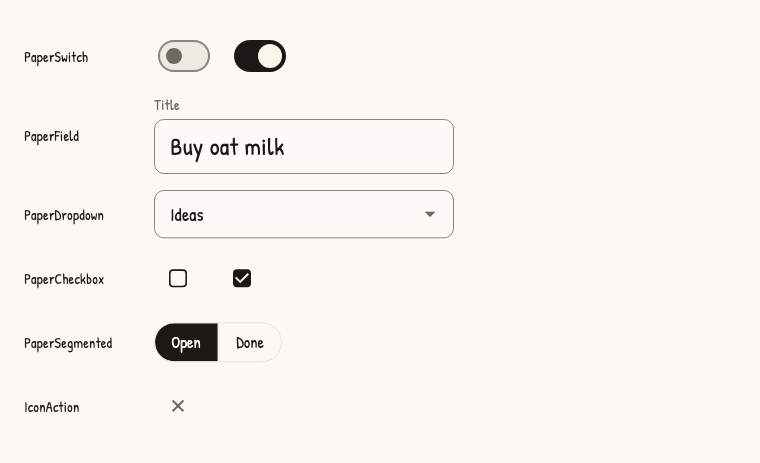 PaperSwitch
Title
PaperField
Buy oat milk
PaperDropdown
Ideas
PaperCheckbox
PaperSegmented
Open
Done
IconAction